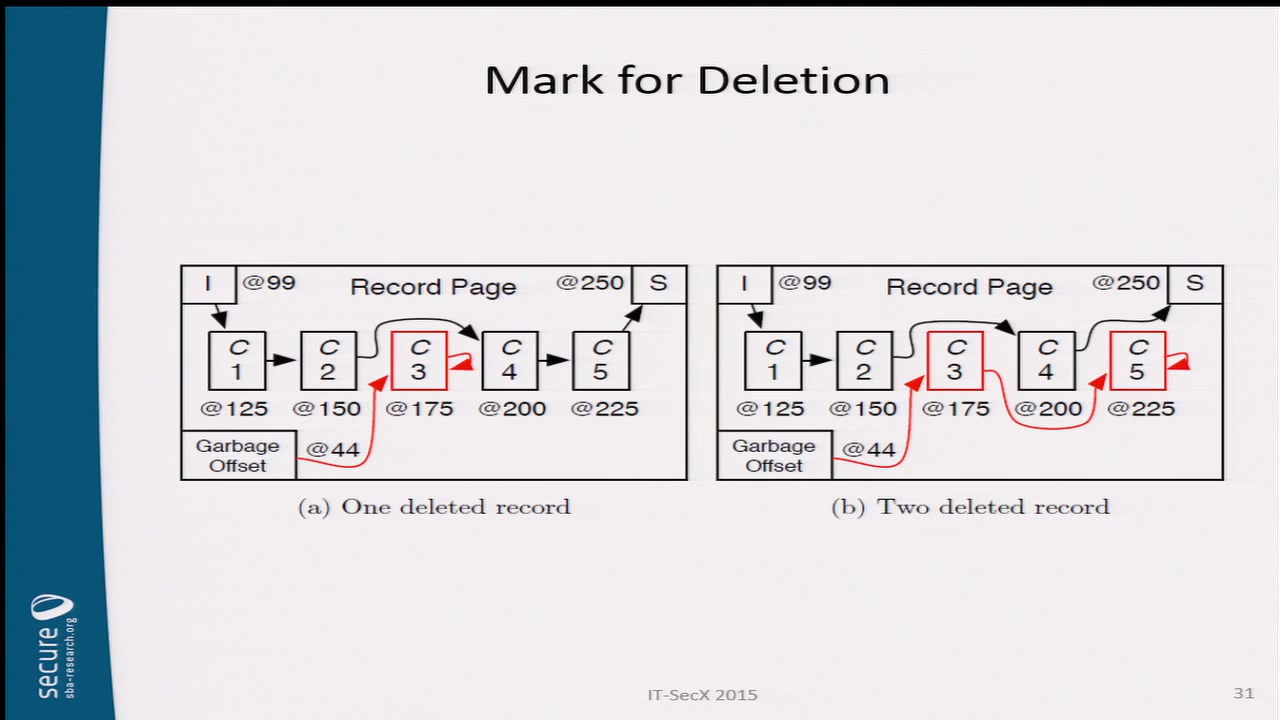 Mark for Deletion
I @99 Record Page @250 S
C C C C C
1 2 3 4 5
@125 @150 @175 @200 @225
Garbage
Offset
@44
(a) One deleted record
I @99 Record Page @250 S
C C C C C
1 2 3 4 5
@125 @150 @175 @200 @225
Garbage
Offset
@44
(b) Two deleted record
secure
sba-research.org
IT-SecX 2015
31